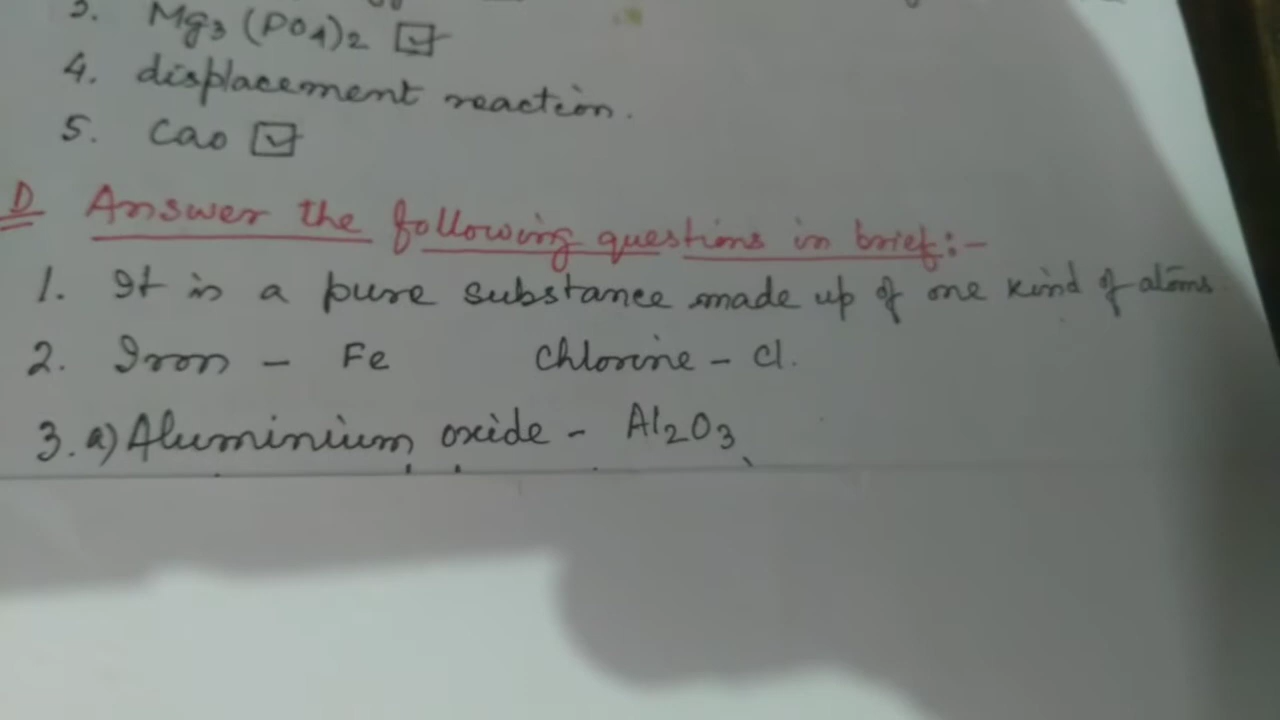 3. Mg3 (PO4)2 ☑
4. displacement reaction.
5. Cao ☑
D Answer the following questions in brief:-
1. It is a pure substance made up of one kind of atoms
2. Iron - Fe Chlorine - Cl.
3. a) Aluminium oxide - Al2O3